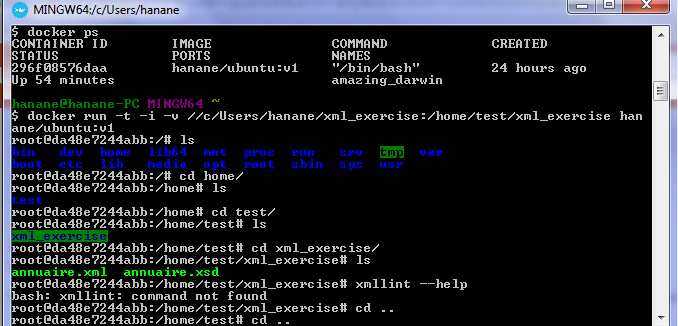 MINGW64:/c/Users/hanane
$ docker ps
CONTAINER ID        IMAGE               COMMAND             CREATED
STATUS              PORTS               NAMES
296f08576daa        hanane/ubuntu:v1    "/bin/bash"         24 hours ago
Up 54 minutes                           amazing_darwin
hanane@hanane-PC MINGW64 ~
$ docker run -t -i -v //c/Users/hanane/xml_exercise:/home/test/xml_exercise han
ane/ubuntu:v1
root@da48e7244abb:/# ls
bin   dev  home  lib64  mnt  proc  run   srv  tmp  var
boot  etc  lib   media  opt  root  sbin  sys  usr
root@da48e7244abb:/# cd home/
root@da48e7244abb:/home# ls
test
root@da48e7244abb:/home# cd test/
root@da48e7244abb:/home/test# ls
xml_exercise
root@da48e7244abb:/home/test# cd xml_exercise/
root@da48e7244abb:/home/test/xml_exercise# ls
annuaire.xml  annuaire.xsd
root@da48e7244abb:/home/test/xml_exercise# xmllint --help
bash: xmllint: command not found
root@da48e7244abb:/home/test/xml_exercise# cd ..
root@da48e7244abb:/home/test# cd ..